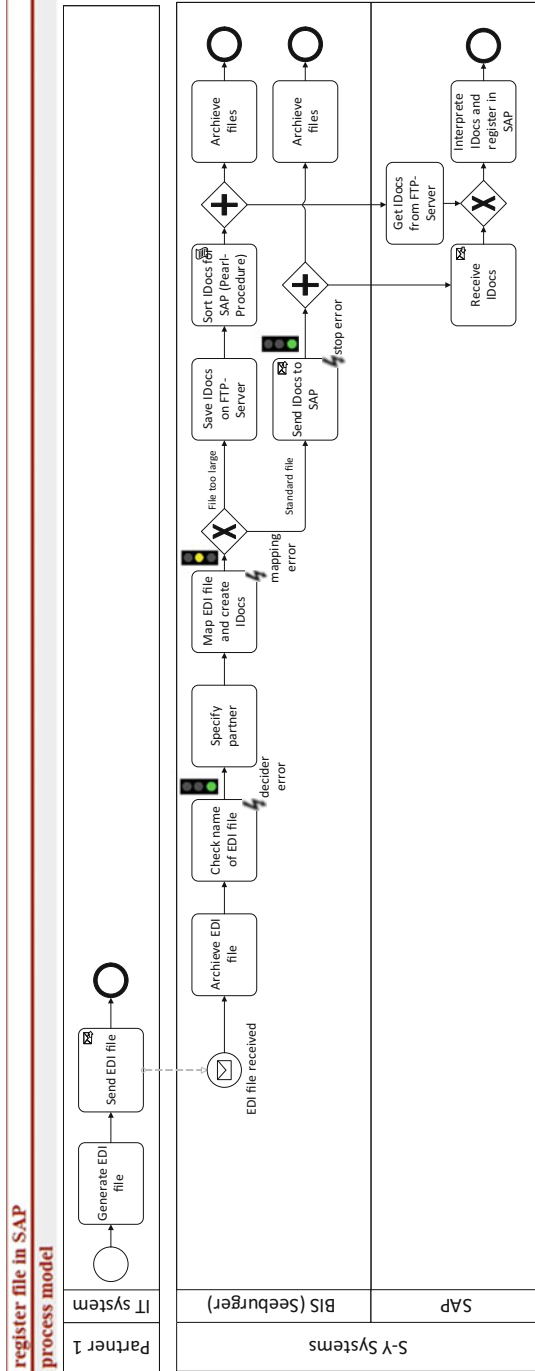 register file in SAP
process model
Partner 1
IT system
Generate EDI
file
Send EDI file
S-Y Systems
BIS (Seeburger)
EDI file received
Archieve EDI
file
Check name
of EDI file
decider
error
Specify
partner
Map EDI file
and create
IDocs
mapping
error
File too large
Standard file
Save IDocs
on FTP-
Server
Sort IDocs for
SAP (Pearl-
Procedure)
Archieve
files
Send IDocs to
SAP
stop error
Archieve
files
SAP
Receive
IDocs
Get IDocs
from FTP-
Server
Interprete
IDocs and
register in
SAP